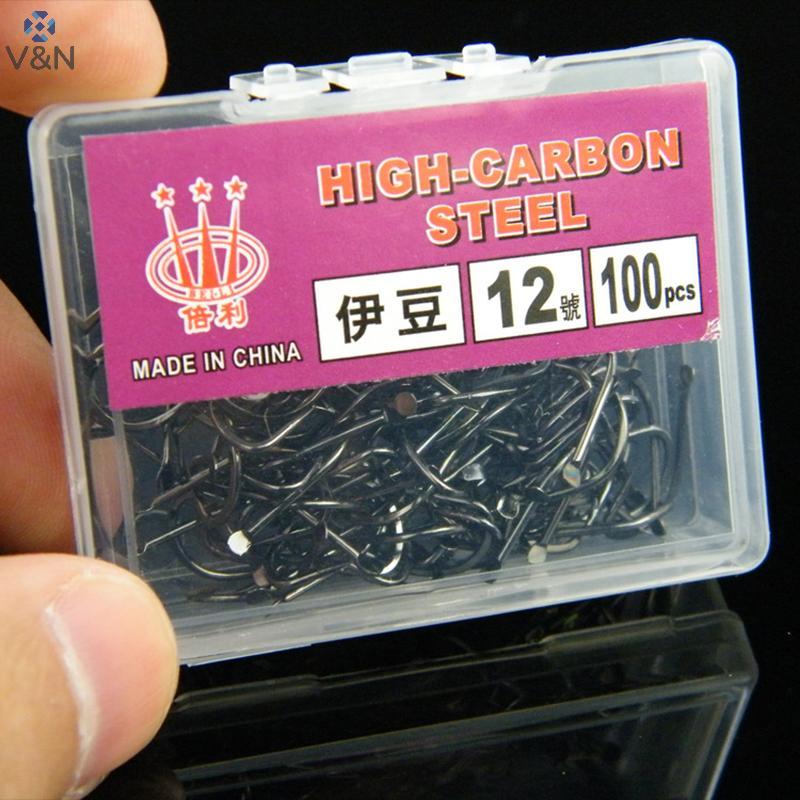 V&N
HIGH-CARBON
STEEL
伊豆
12號
100pcs
倍利
MADE IN CHINA